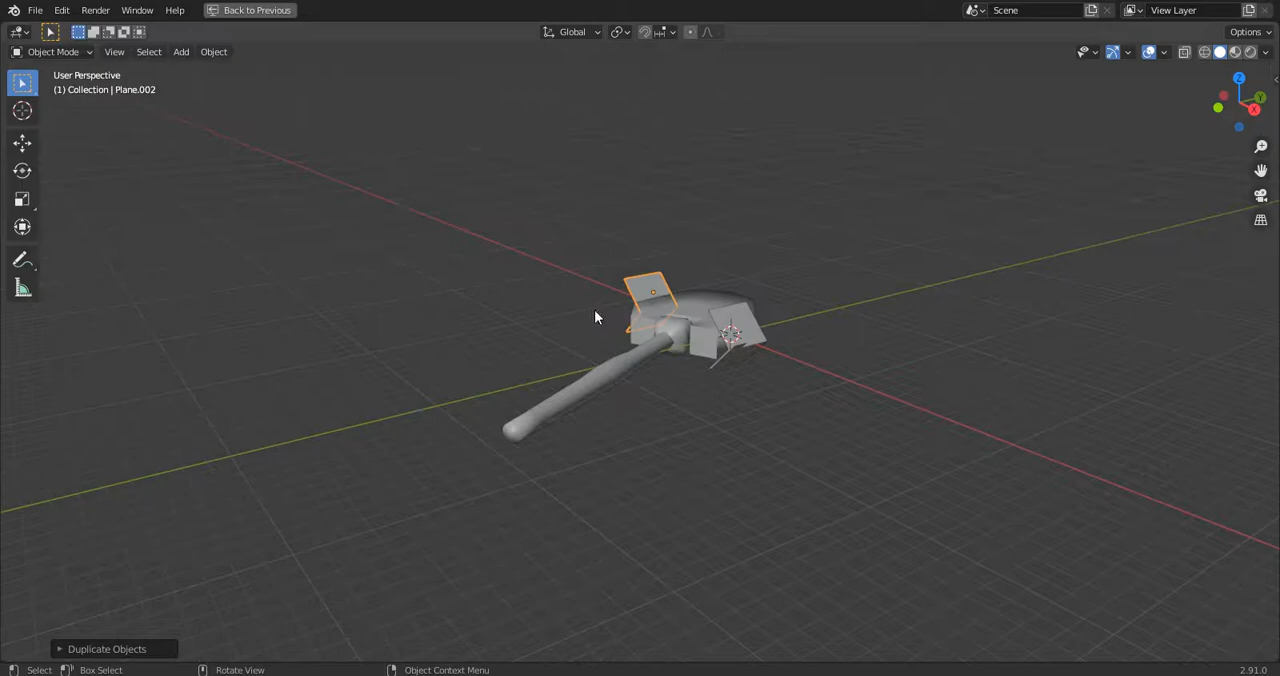 File Edit Render Window Help Back to Previous Scene View Layer
Global Options
Object Mode View Select Add Object
User Perspective
(1) Collection | Plane.002
Z
Y
X
Duplicate Objects
Select Box Select Rotate View Object Context Menu 2.91.0